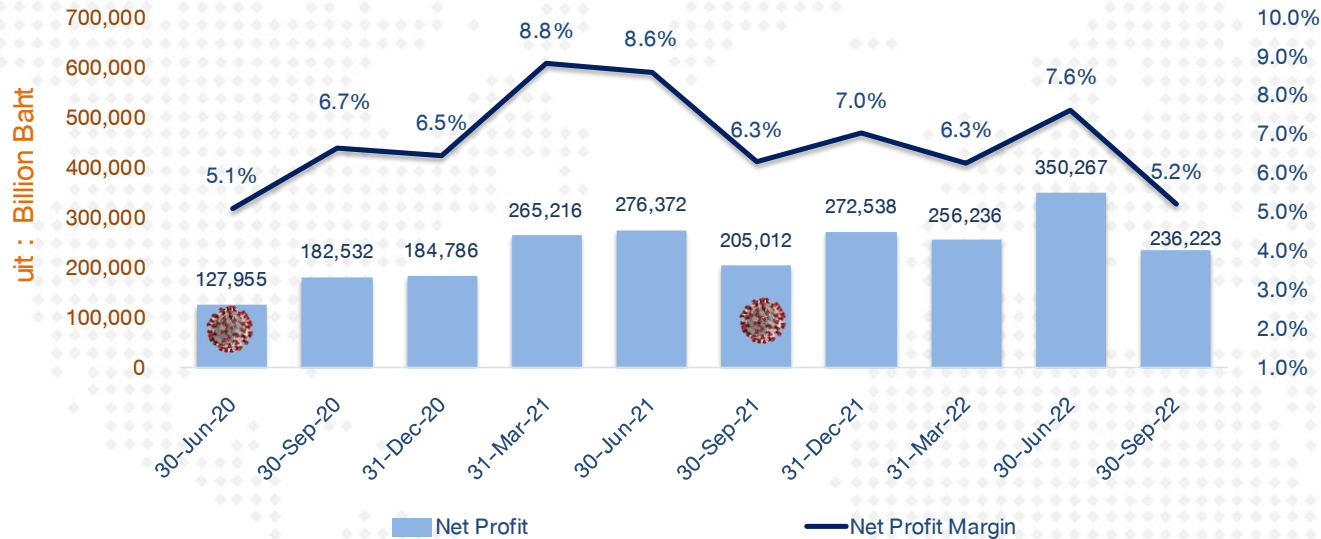 uit : Billion Baht
700,000
600,000
500,000
400,000
300,000
200,000
100,000
0
10.0%
9.0%
8.0%
7.0%
6.0%
5.0%
4.0%
3.0%
2.0%
1.0%
5.1%
6.7%
6.5%
8.8%
8.6%
6.3%
7.0%
6.3%
7.6%
5.2%
127,955
182,532
184,786
265,216
276,372
205,012
272,538
256,236
350,267
236,223
30-Jun-20
30-Sep-20
31-Dec-20
31-Mar-21
30-Jun-21
30-Sep-21
31-Dec-21
31-Mar-22
30-Jun-22
30-Sep-22
Net Profit
Net Profit Margin